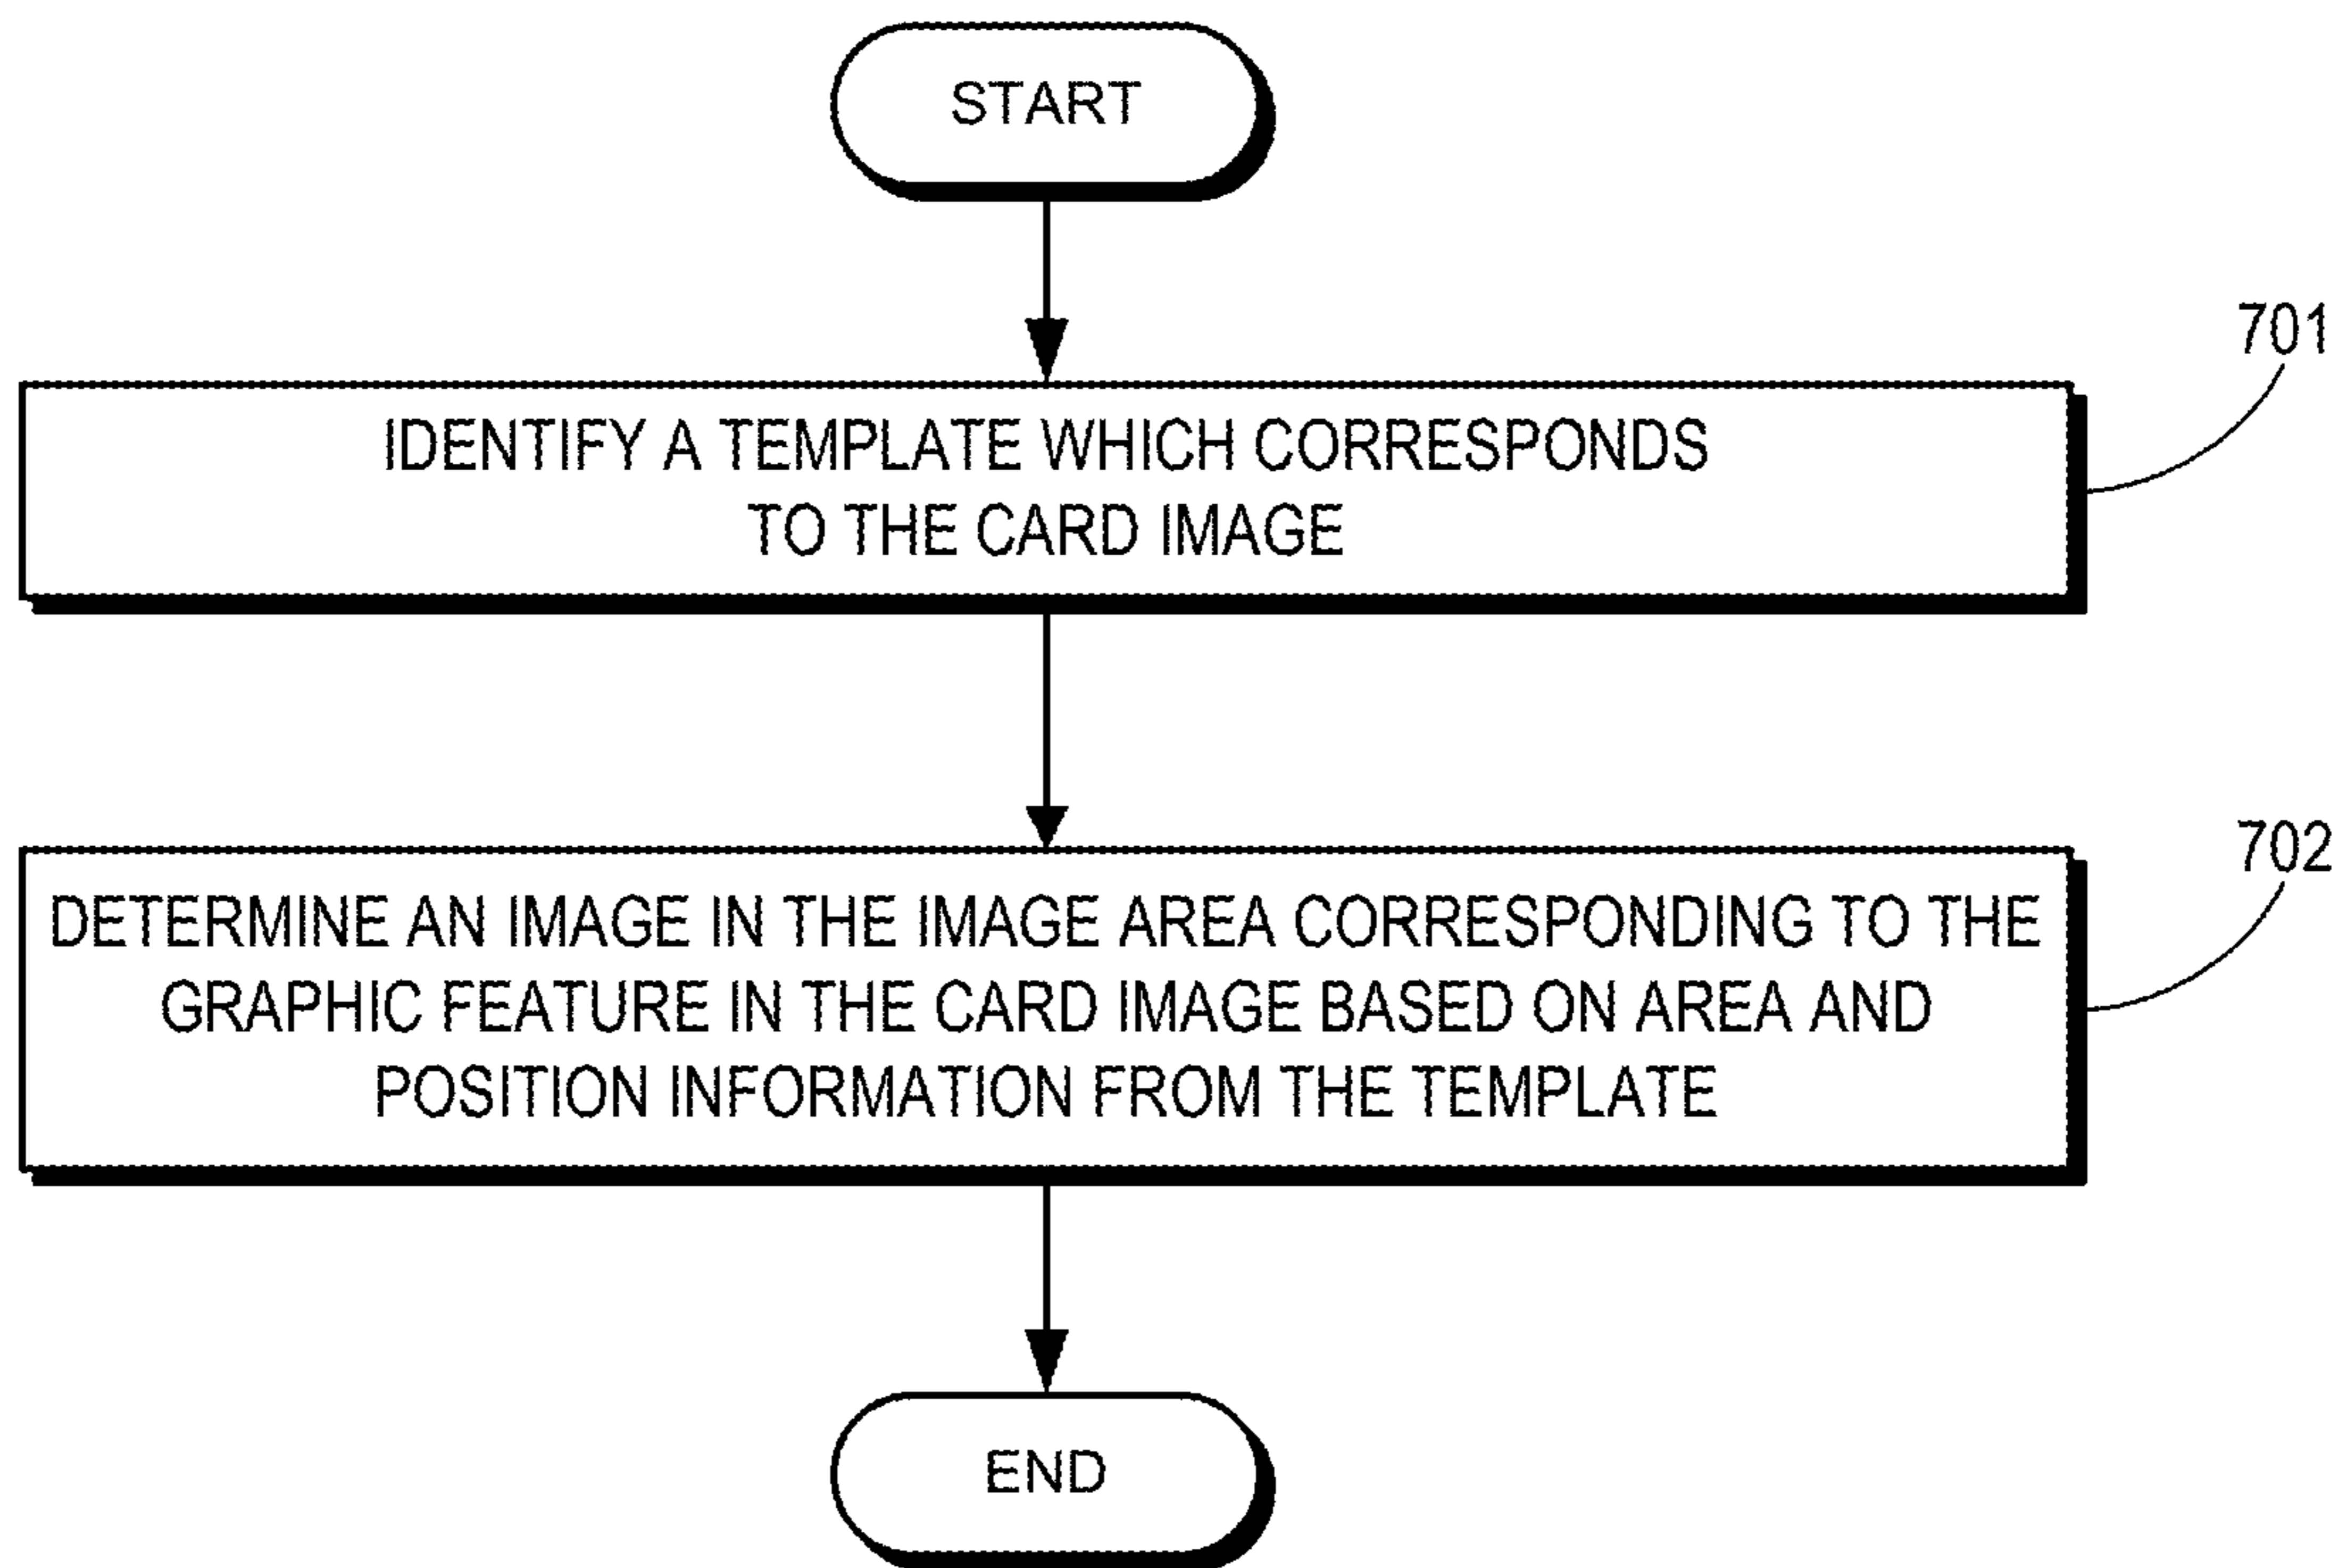 START
701
IDENTIFY A TEMPLATE WHICH CORRESPONDS
TO THE CARD IMAGE
702
DETERMINE AN IMAGE IN THE IMAGE AREA CORRESPONDING TO THE
GRAPHIC FEATURE IN THE CARD IMAGE BASED ON AREA AND
POSITION INFORMATION FROM THE TEMPLATE
END